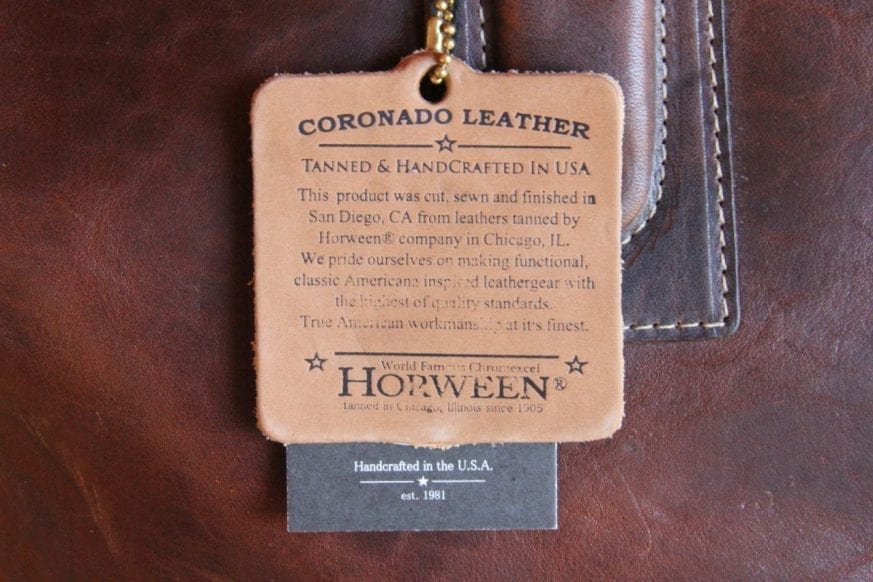 CORONADO LEATHER
TANNED & HANDCRAFTED IN USA
This product was cut, sewn and finished in
San Diego, CA from leathers tanned by
Horween® company in Chicago, IL.
We pride ourselves on making functional,
classic Americana inspired leathergear with
the highest of quality standards.
True American workmanship at it's finest.
World Famous Chromexcel
HORWEEN®
tanned in Chicago, Illinois since 1905
Handcrafted in the U.S.A.
est. 1981